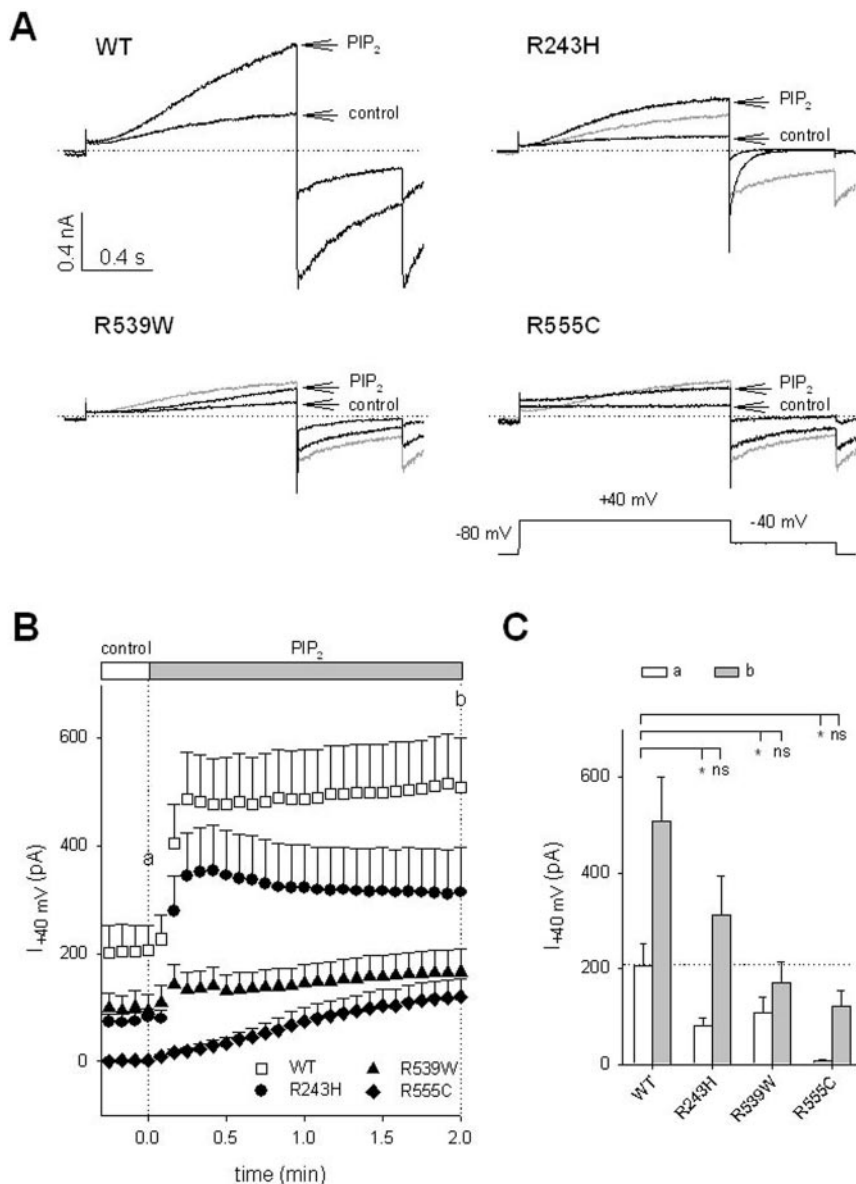 A
WT
PIP2
control
0.4 nA
0.4 s
R243H
PIP2
control
R539W
PIP2
control
R555C
PIP2
control
+40 mV
-80 mV
-40 mV
B
control
PIP2
a
b
I+40 mV (pA)
600
400
200
0
WT
R243H
R539W
R555C
0.0
0.5
1.0
1.5
2.0
time (min)
C
a
b
* ns
* ns
* ns
I+40 mV (pA)
600
400
200
0
WT
R243H
R539W
R555C